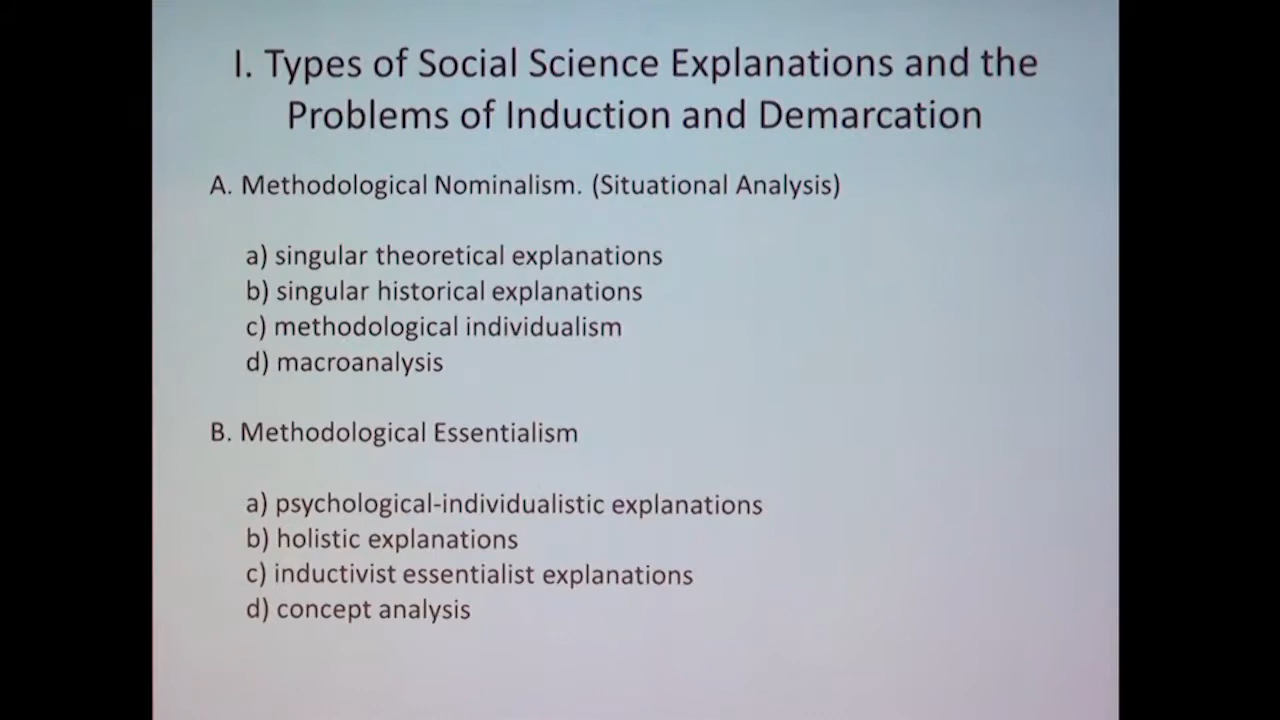 I. Types of Social Science Explanations and the
Problems of Induction and Demarcation
A. Methodological Nominalism. (Situational Analysis)
a) singular theoretical explanations
b) singular historical explanations
c) methodological individualism
d) macroanalysis
B. Methodological Essentialism
a) psychological-individualistic explanations
b) holistic explanations
c) inductivist essentialist explanations
d) concept analysis